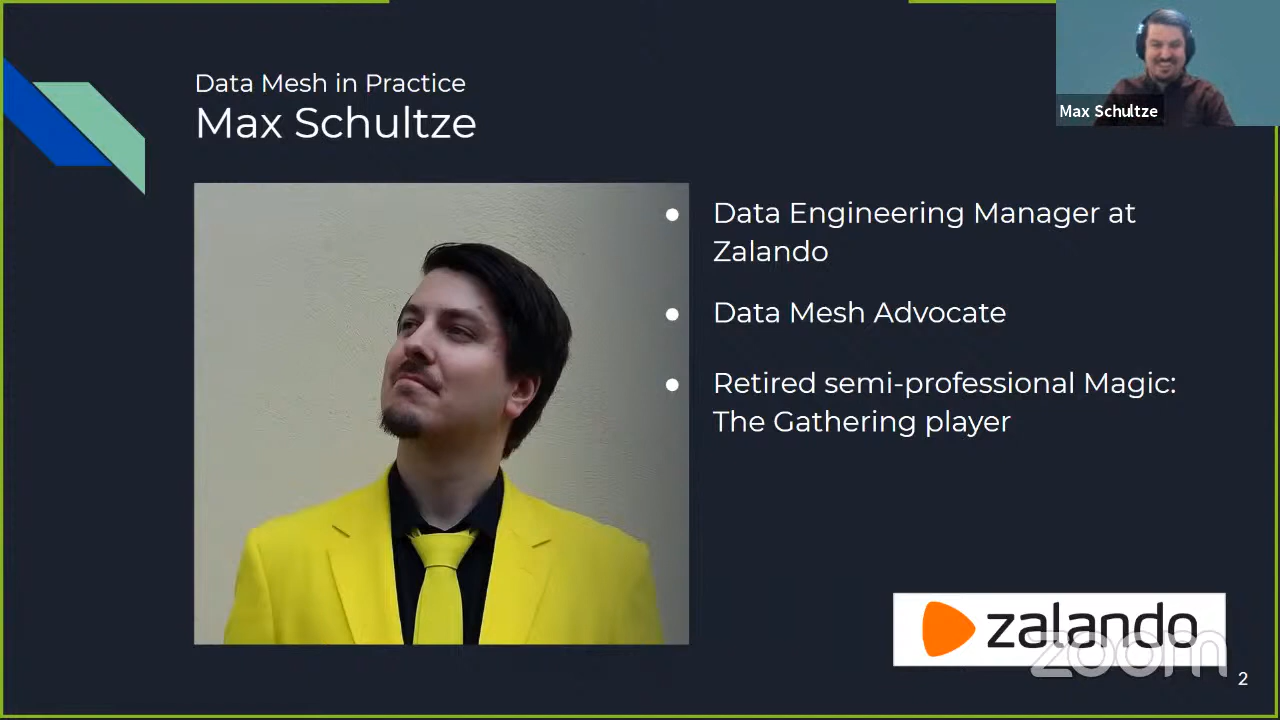 Data Mesh in Practice
Max Schultze
Max Schultze
Data Engineering Manager at
Zalando
Data Mesh Advocate
Retired semi-professional Magic:
The Gathering player
zalando
zoom
2